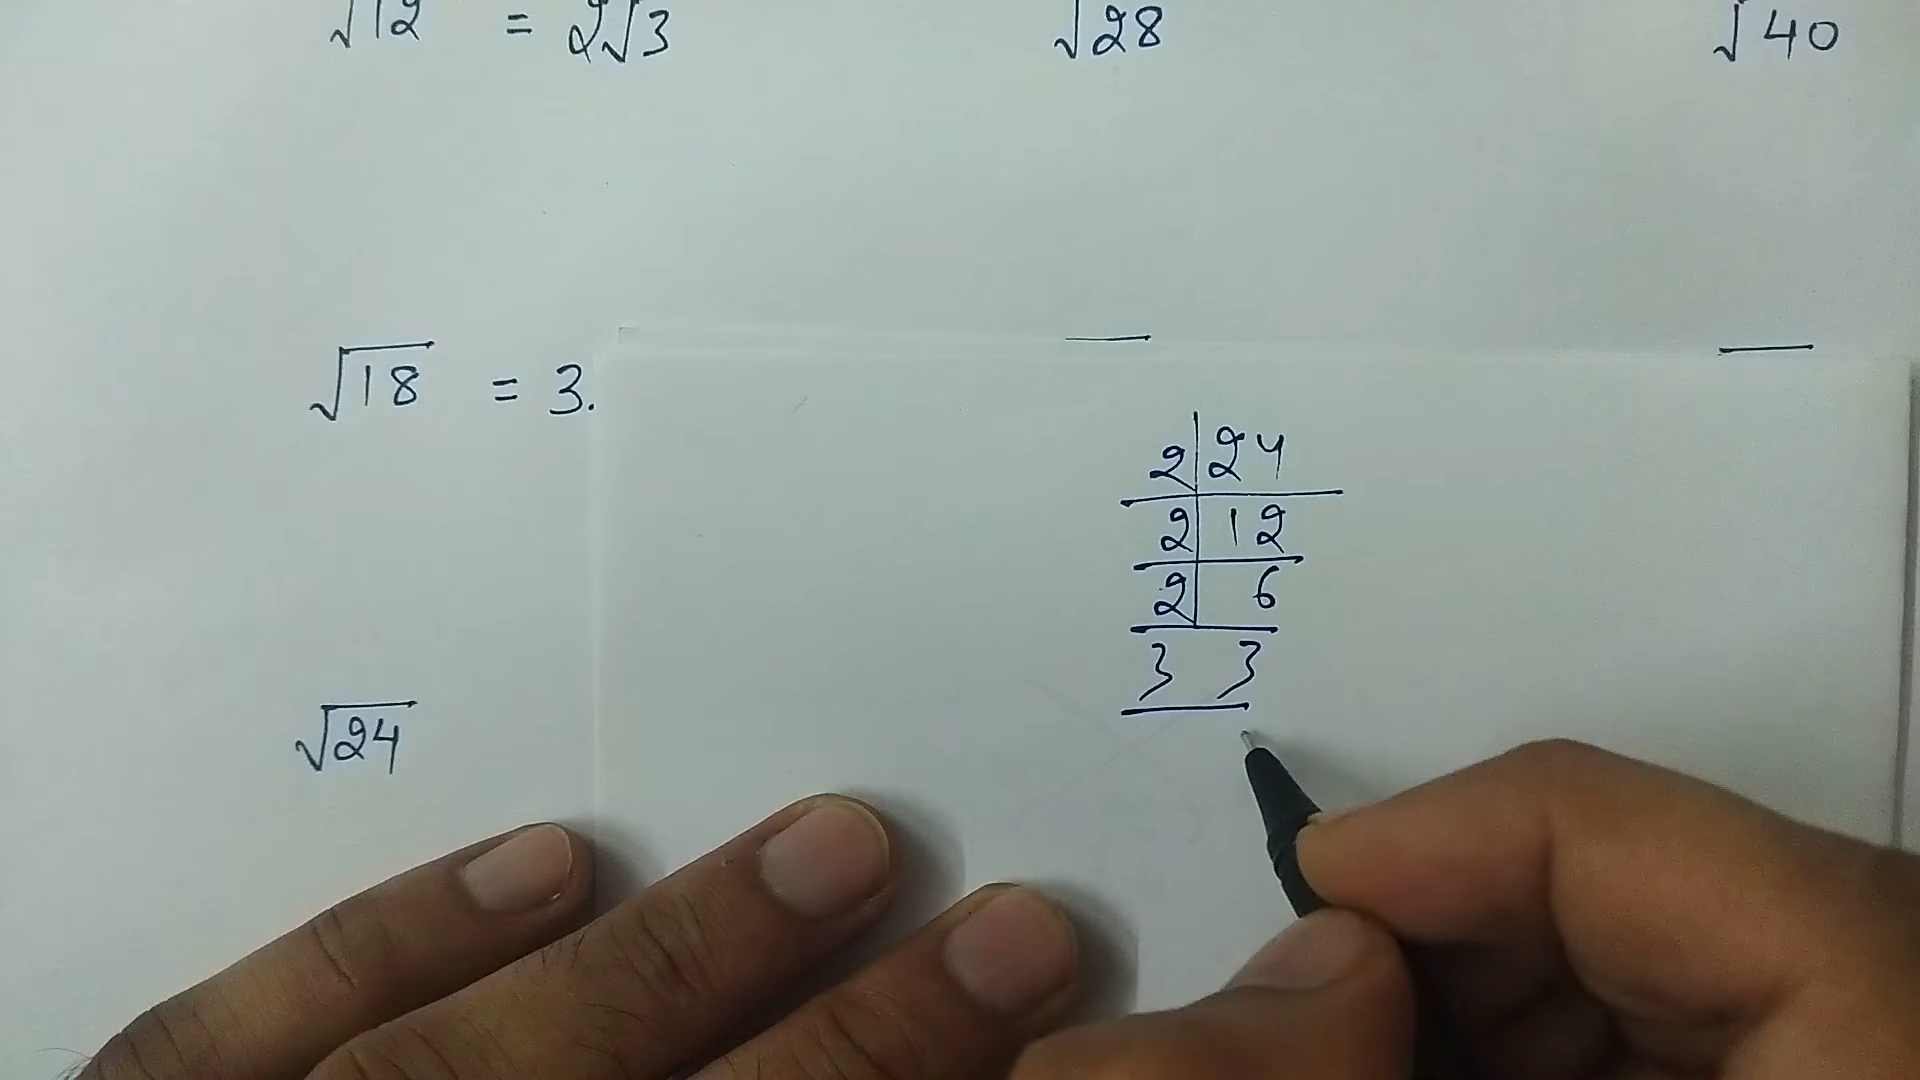 √12 = 2√3 √28 √40
√18 = 3.
2 | 24
2 | 12
2 | 6
3 3
√24